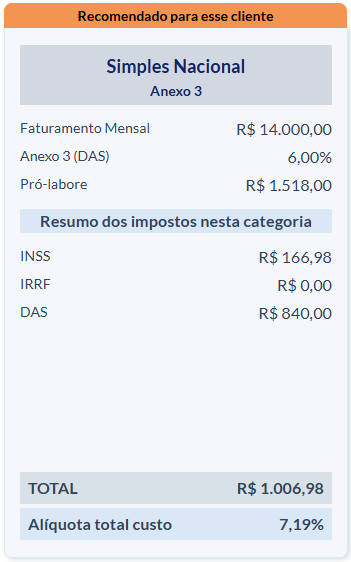 Recomendado para esse cliente
Simples Nacional
Anexo 3
Faturamento Mensal R$ 14.000,00
Anexo 3 (DAS) 6,00%
Pró-labore R$ 1.518,00
Resumo dos impostos nesta categoria
INSS R$ 166,98
IRRF R$ 0,00
DAS R$ 840,00
TOTAL R$ 1.006,98
Alíquota total custo 7,19%